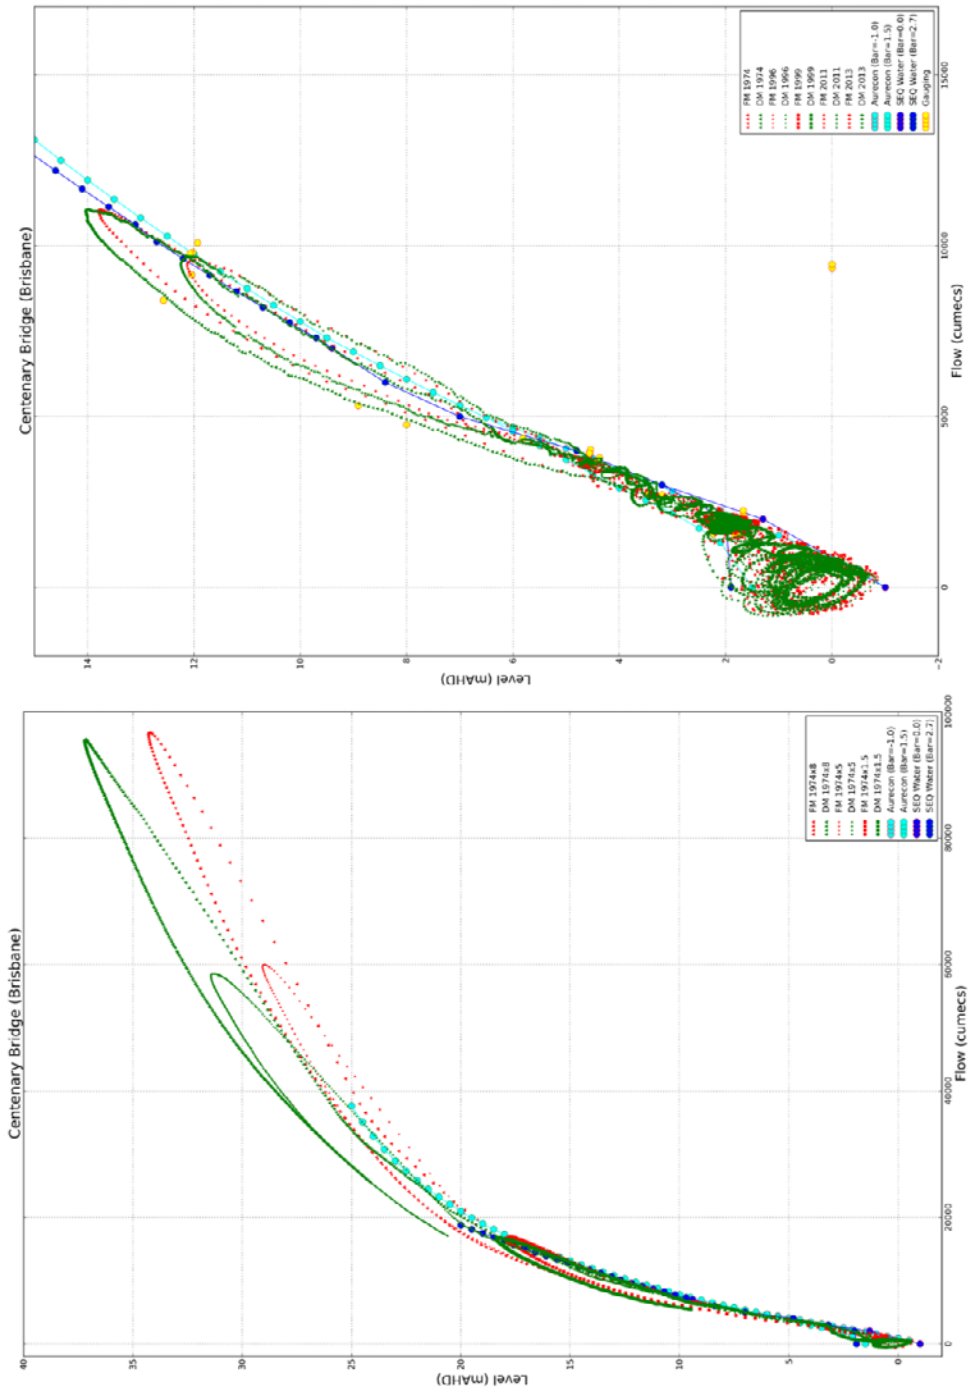 Centenary Bridge (Brisbane)
Level (mAHD)
14
12
10
8
6
4
2
0
−2
0
5000
10000
15000
Flow (cumecs)
FM 1974
DM 1974
FM 1996
DM 1996
FM 1999
DM 1999
FM 2011
DM 2011
FM 2013
DM 2013
Aurecon (Bar=-1.0)
Aurecon (Bar=1.5)
SEQ Water (Bar=0.0)
SEQ Water (Bar=2.7)
Gauging
Centenary Bridge (Brisbane)
Level (mAHD)
40
35
30
25
20
15
10
5
0
0
20000
40000
60000
80000
100000
Flow (cumecs)
FM 1974x8
DM 1974x8
FM 1974x5
DM 1974x5
FM 1974x1.5
DM 1974x1.5
Aurecon (Bar=-1.0)
Aurecon (Bar=1.5)
SEQ Water (Bar=0.0)
SEQ Water (Bar=2.7)